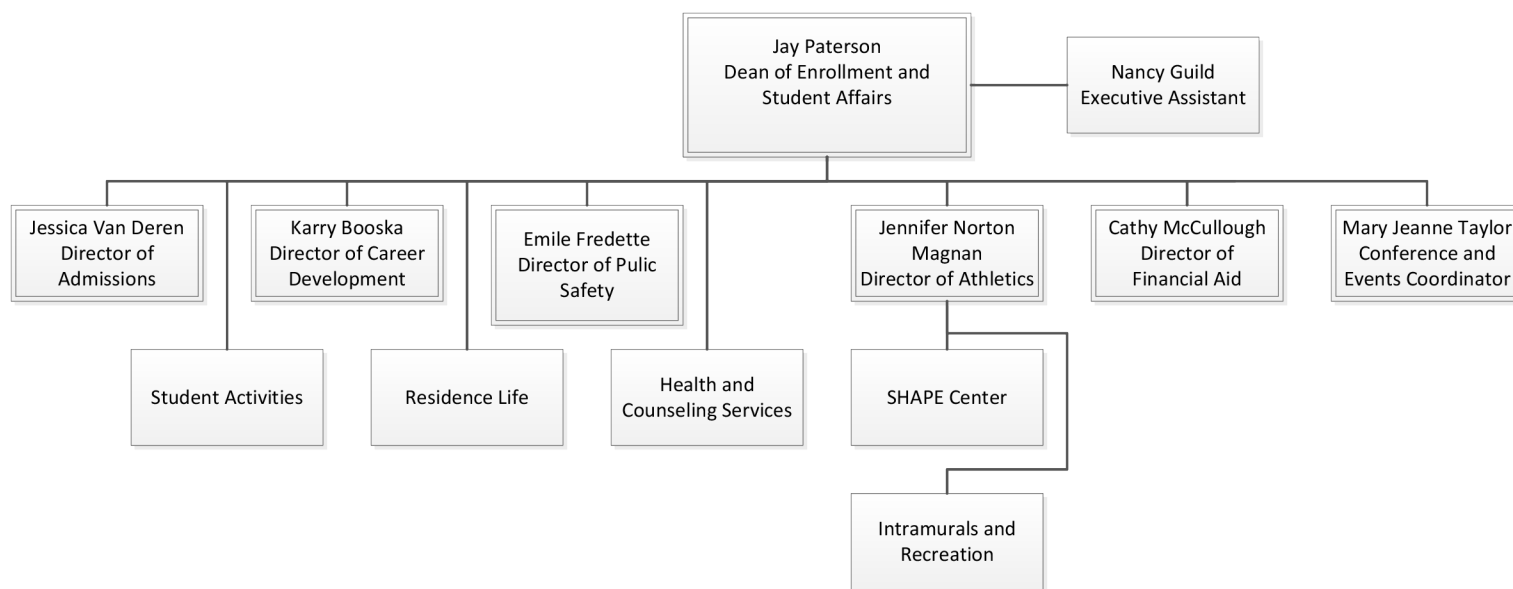 Jay Paterson
Dean of Enrollment and
Student Affairs
Nancy Guild
Executive Assistant
Jessica Van Deren
Director of
Admissions
Karry Booska
Director of Career
Development
Emile Fredette
Director of Pulic
Safety
Jennifer Norton
Magnan
Director of Athletics
Cathy McCullough
Director of
Financial Aid
Mary Jeanne Taylor
Conference and
Events Coordinator
Student Activities
Residence Life
Health and
Counseling Services
SHAPE Center
Intramurals and
Recreation